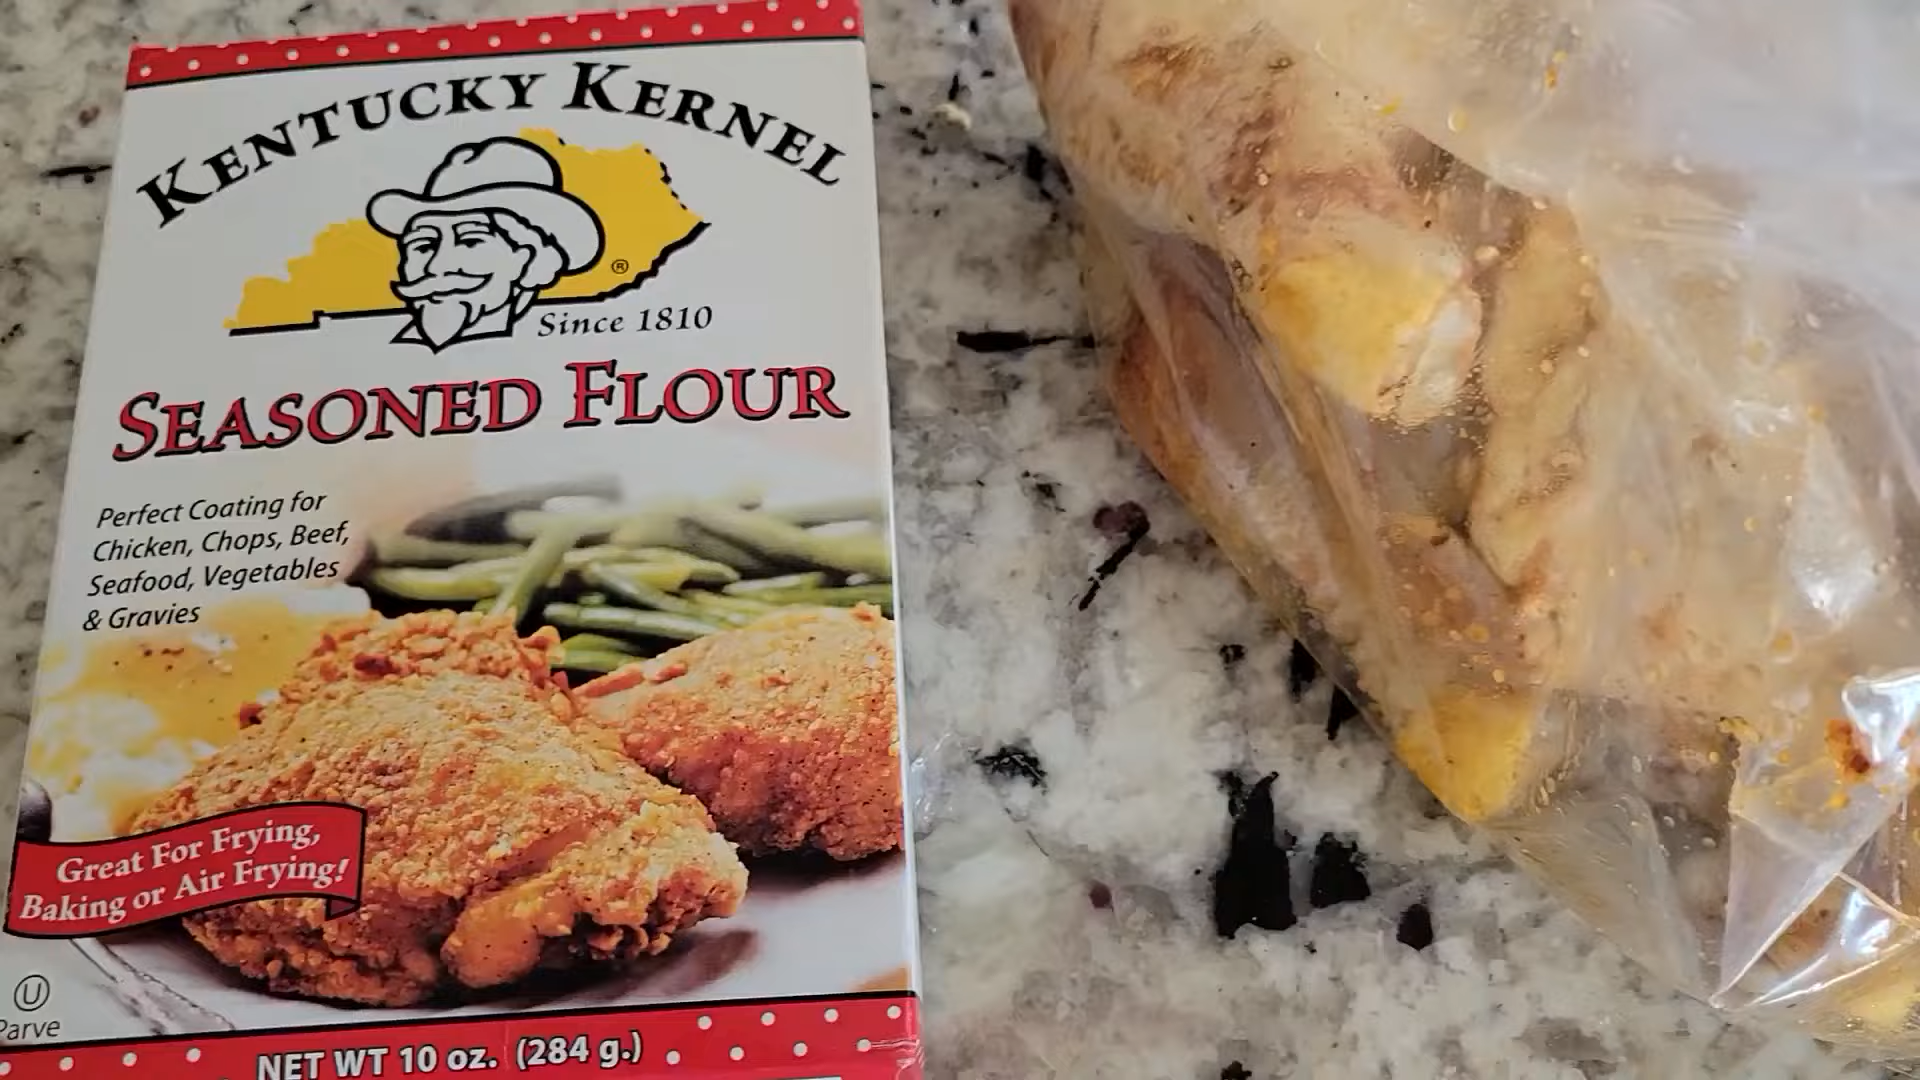 KENTUCKY KERNEL
®
Since 1810
SEASONED FLOUR
Perfect Coating for
Chicken, Chops, Beef,
Seafood, Vegetables
& Gravies
Great For Frying,
Baking or Air Frying!
U
Parve
NET WT 10 oz. (284 g.)